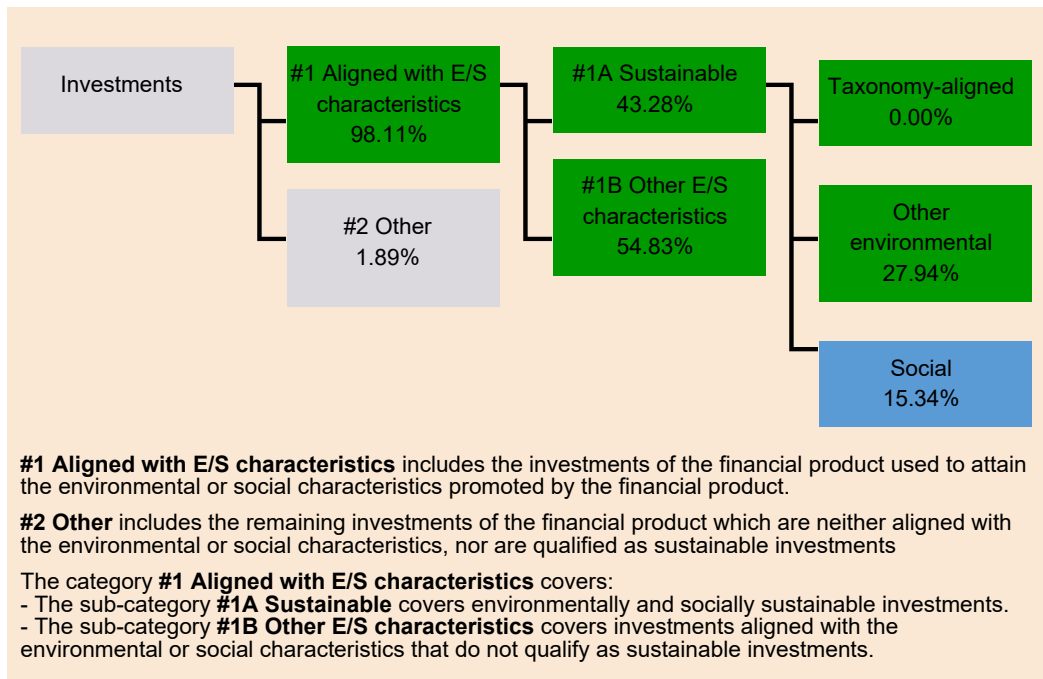 Investments
#1 Aligned with E/S
characteristics
98.11%
#2 Other
1.89%
#1A Sustainable
43.28%
#1B Other E/S
characteristics
54.83%
Taxonomy-aligned
0.00%
Other
environmental
27.94%
Social
15.34%
#1 Aligned with E/S characteristics includes the investments of the financial product used to attain
the environmental or social characteristics promoted by the financial product.
#2 Other includes the remaining investments of the financial product which are neither aligned with
the environmental or social characteristics, nor are qualified as sustainable investments
The category #1 Aligned with E/S characteristics covers:
- The sub-category #1A Sustainable covers environmentally and socially sustainable investments.
- The sub-category #1B Other E/S characteristics covers investments aligned with the
environmental or social characteristics that do not qualify as sustainable investments.